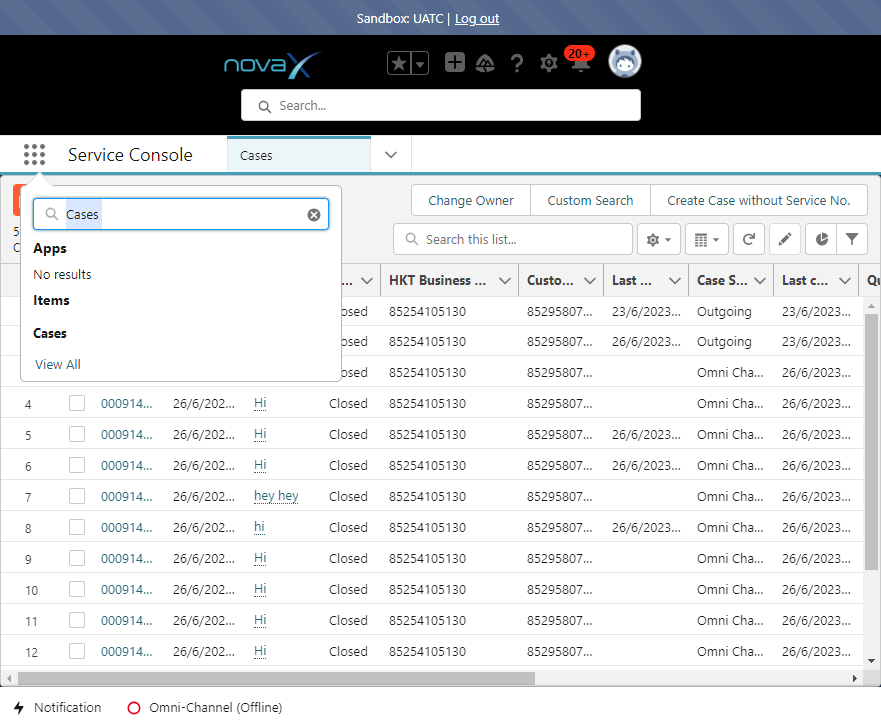 Sandbox: UATC | Log out
novaX
20+
Search...
Service Console
Cases
Cases
Apps
No results
Items
Cases
View All
Change Owner
Custom Search
Create Case without Service No.
5
C
Search this list...
... HKT Business ... Custo... Last ... Case S... Last c... Qu
osed 85254105130 85295807... 23/6/2023... Outgoing 23/6/2023...
osed 85254105130 85295807... 26/6/2023... Outgoing 23/6/2023...
osed 85254105130 85295807... Omni Cha... 26/6/2023...
4 000914... 26/6/202... Hi Closed 85254105130 85295807... Omni Cha... 26/6/2023...
5 000914... 26/6/202... Hi Closed 85254105130 85295807... 26/6/2023... Omni Cha... 26/6/2023...
6 000914... 26/6/202... Hi Closed 85254105130 85295807... 26/6/2023... Omni Cha... 26/6/2023...
7 000914... 26/6/202... hey hey Closed 85254105130 85295807... Omni Cha... 26/6/2023...
8 000914... 26/6/202... hi Closed 85254105130 85295807... 26/6/2023... Omni Cha... 26/6/2023...
9 000914... 26/6/202... Hi Closed 85254105130 85295807... Omni Cha... 26/6/2023...
10 000914... 26/6/202... Hi Closed 85254105130 85295807... Omni Cha... 26/6/2023...
11 000914... 26/6/202... Hi Closed 85254105130 85295807... Omni Cha... 26/6/2023...
12 000914... 26/6/202... Hi Closed 85254105130 85295807... Omni Cha... 26/6/2023...
Notification
Omni-Channel (Offline)